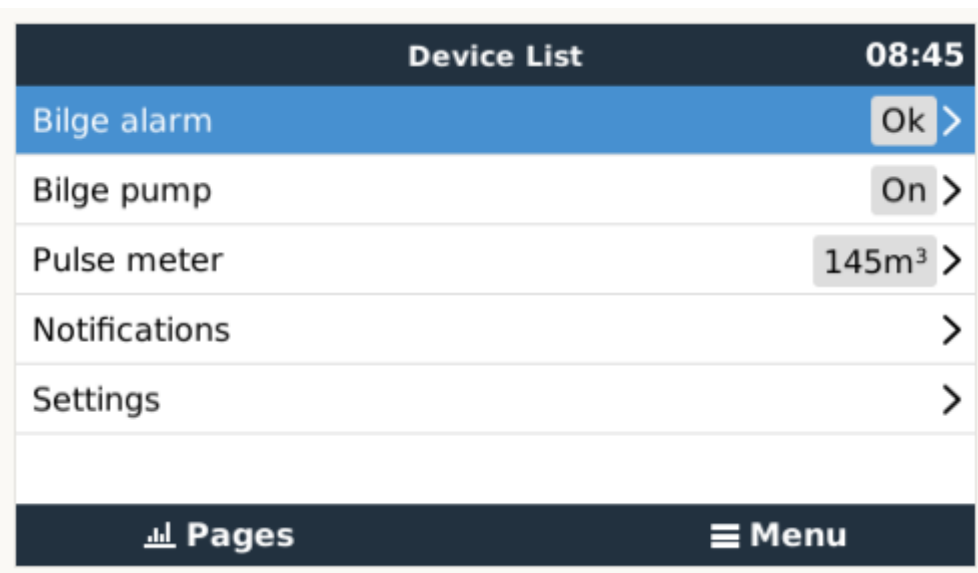 Device List 08:45
Bilge alarm Ok
Bilge pump On
Pulse meter 145m³
Notifications
Settings
Pages Menu